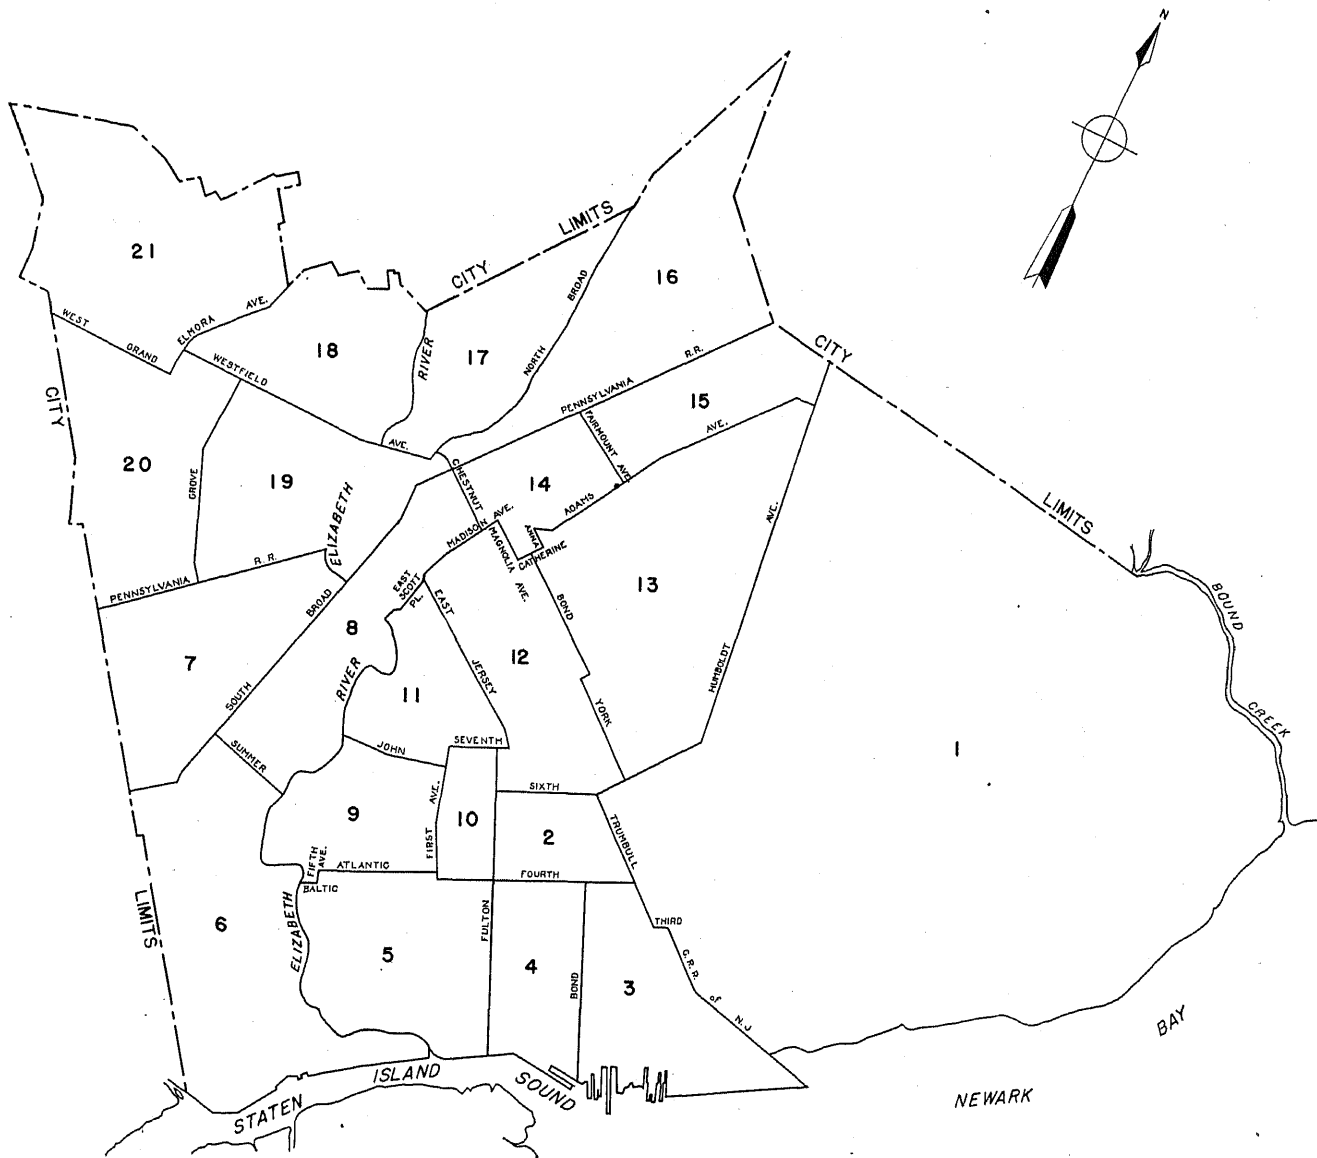 N
CITY LIMITS
21
16
WEST GRAND
ELMORA AVE.
18
RIVER
17
NORTH BROAD
CITY LIMITS
WESTFIELD AVE.
PENNSYLVANIA R.R.
15
CITY
20
GROVE
19
ELIZABETH
CHESTNUT
14
FAIRMOUNT AVE.
ADAMS AVE.
MADISON AVE.
MAGNOLIA AVE.
ANNA
CATHERINE
HUMBOLDT AVE.
13
BOUND CREEK
PENNSYLVANIA R.R.
SOUTH BROAD
EAST SCOTT PL.
8
7
RIVER
11
EAST JERSEY
12
BOND
YORK
1
SUMMER
JOHN
SEVENTH
SIXTH
9
FIRST AVE.
10
2
TRUMBULL
FIFTH AVE.
ATLANTIC
BALTIC
FOURTH
LIMITS
6
ELIZABETH
5
FULTON
4
BOND
3
THIRD
C.R.R. of N.J
STATEN ISLAND SOUND
NEWARK BAY